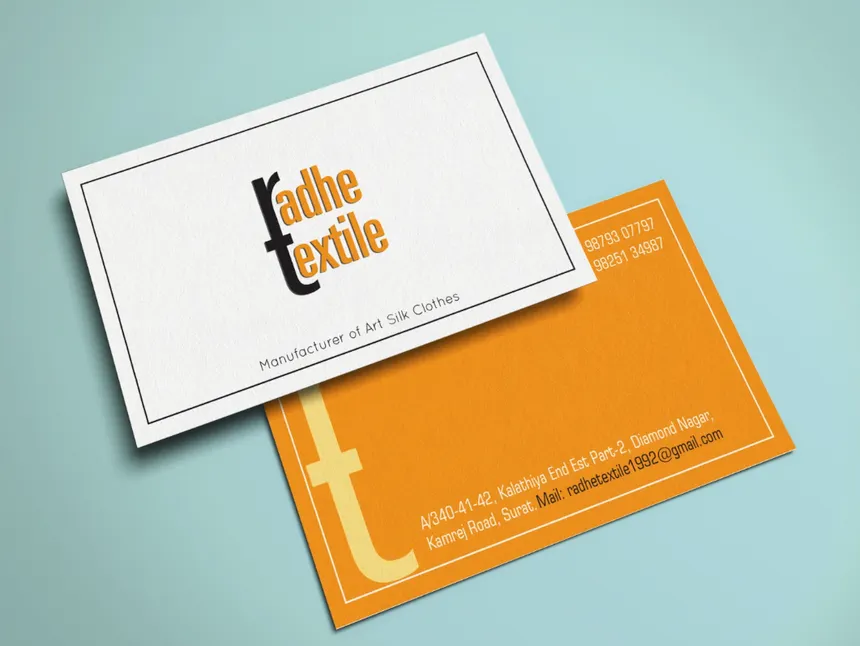 radhe
textile
Manufacturer of Art Silk Clothes
98793 07797
98251 34987
A/340-41-42, Kalathiya End Est Part-2, Diamond Nagar,
Kamrej Road, Surat. Mail: radhetextile1992@gmail.com
t